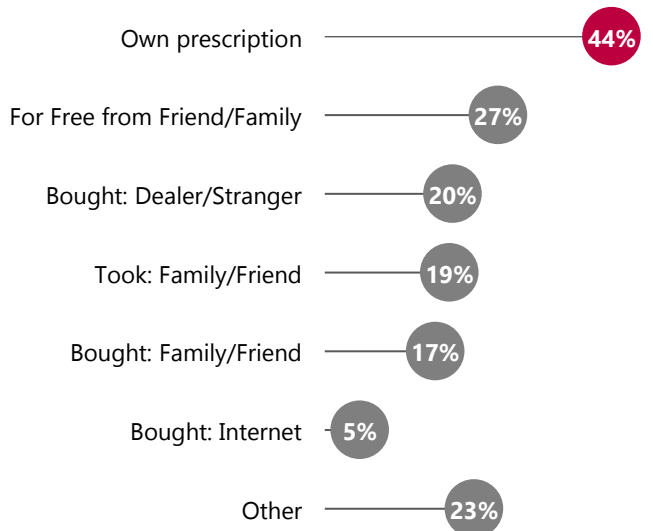 Own prescription 44%
For Free from Friend/Family 27%
Bought: Dealer/Stranger 20%
Took: Family/Friend 19%
Bought: Family/Friend 17%
Bought: Internet 5%
Other 23%